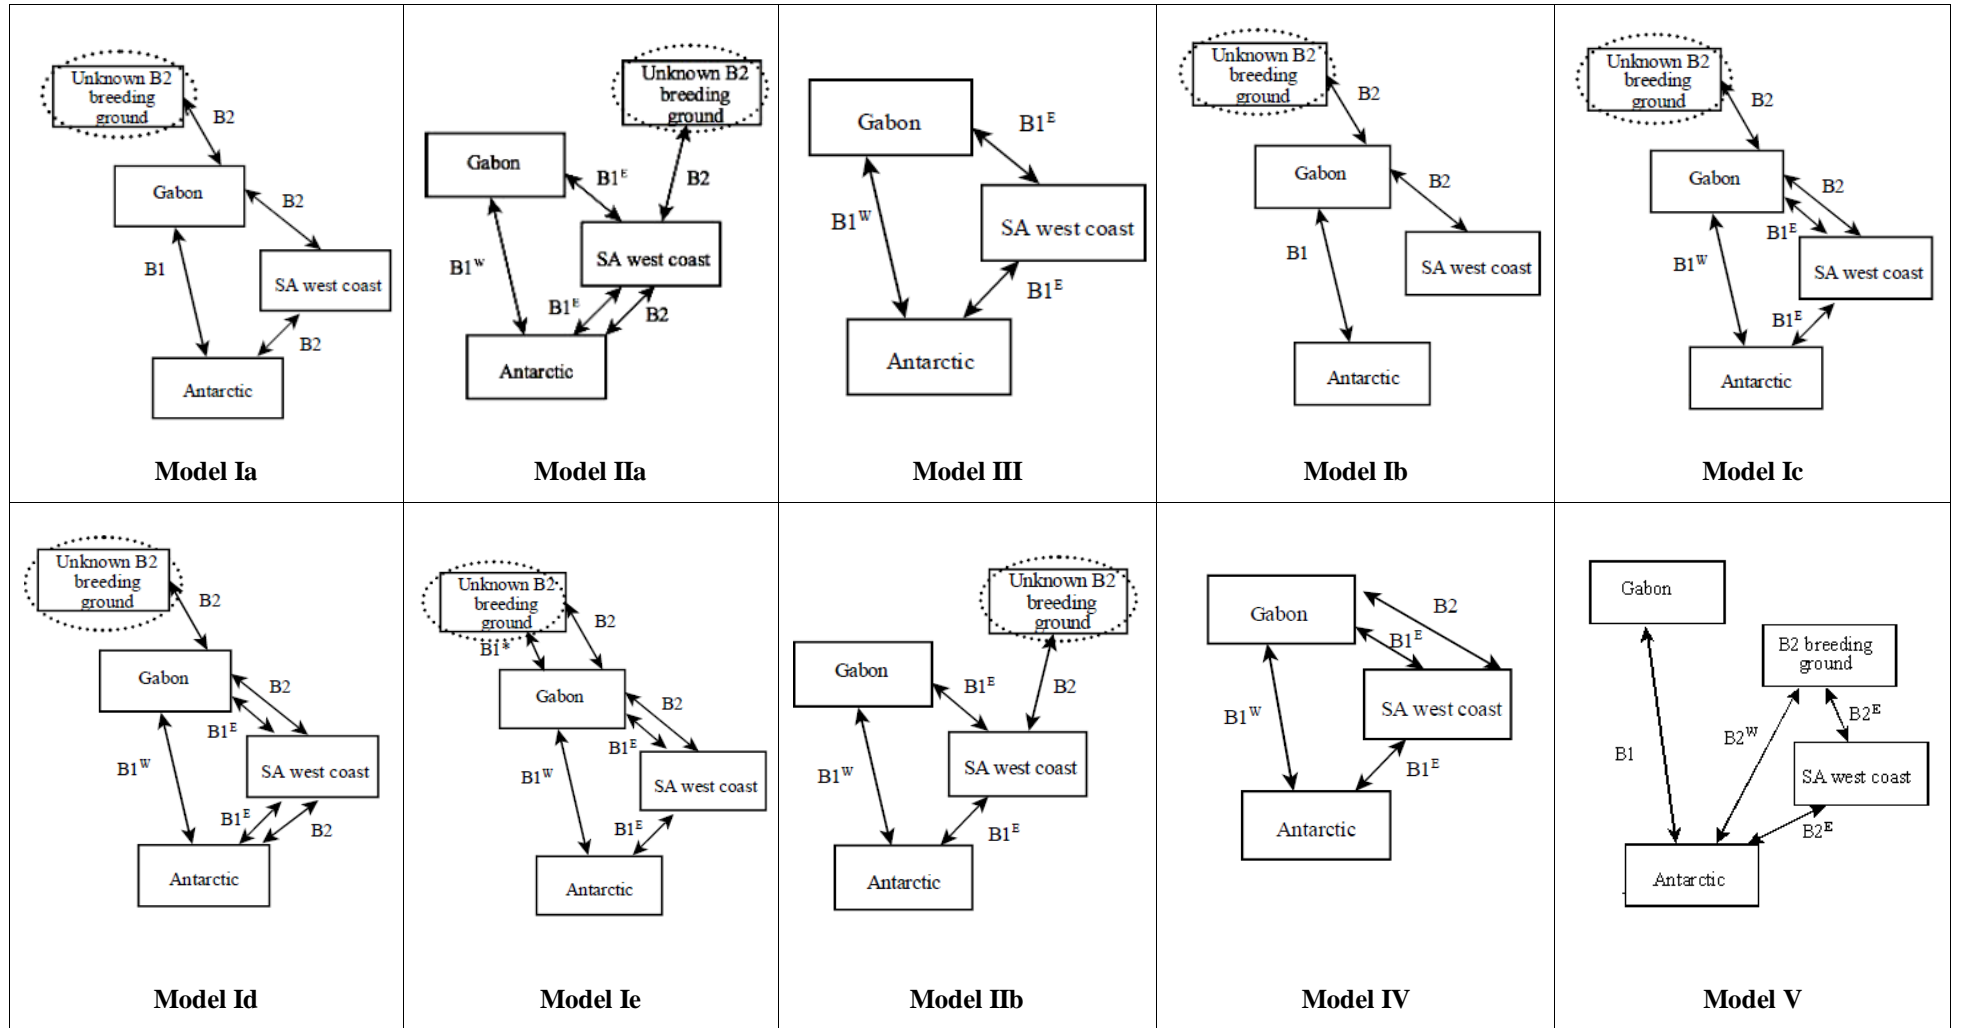 Unknown B2
breeding
ground
B2
Gabon
B2
B1
SA west coast
B2
Antarctic
Model Ia
Unknown B2
breeding
ground
Gabon
B1ᴱ
B2
SA west coast
B1ᵂ
B1ᴱ
B2
Antarctic
Model IIa
Gabon
B1ᴱ
B1ᵂ
SA west coast
B1ᴱ
Antarctic
Model III
Unknown B2
breeding
ground
B2
Gabon
B2
B1
SA west coast
Antarctic
Model Ib
Unknown B2
breeding
ground
B2
Gabon
B2
B1ᴱ
B1ᵂ
SA west coast
B1ᴱ
Antarctic
Model Ic
Unknown B2
breeding
ground
B2
Gabon
B2
B1ᴱ
B1ᵂ
SA west coast
B1ᴱ
B2
Antarctic
Model Id
Unknown B2
breeding
ground
B2
B1*
Gabon
B2
B1ᴱ
B1ᵂ
SA west coast
B1ᴱ
Antarctic
Model Ie
Unknown B2
breeding
ground
Gabon
B1ᴱ
B2
B1ᵂ
SA west coast
B1ᴱ
Antarctic
Model IIb
Gabon
B2
B1ᴱ
B1ᵂ
SA west coast
B1ᴱ
Antarctic
Model IV
Gabon
B2 breeding
ground
B2ᴱ
B2ᵂ
B1
SA west coast
B2ᴱ
Antarctic
Model V